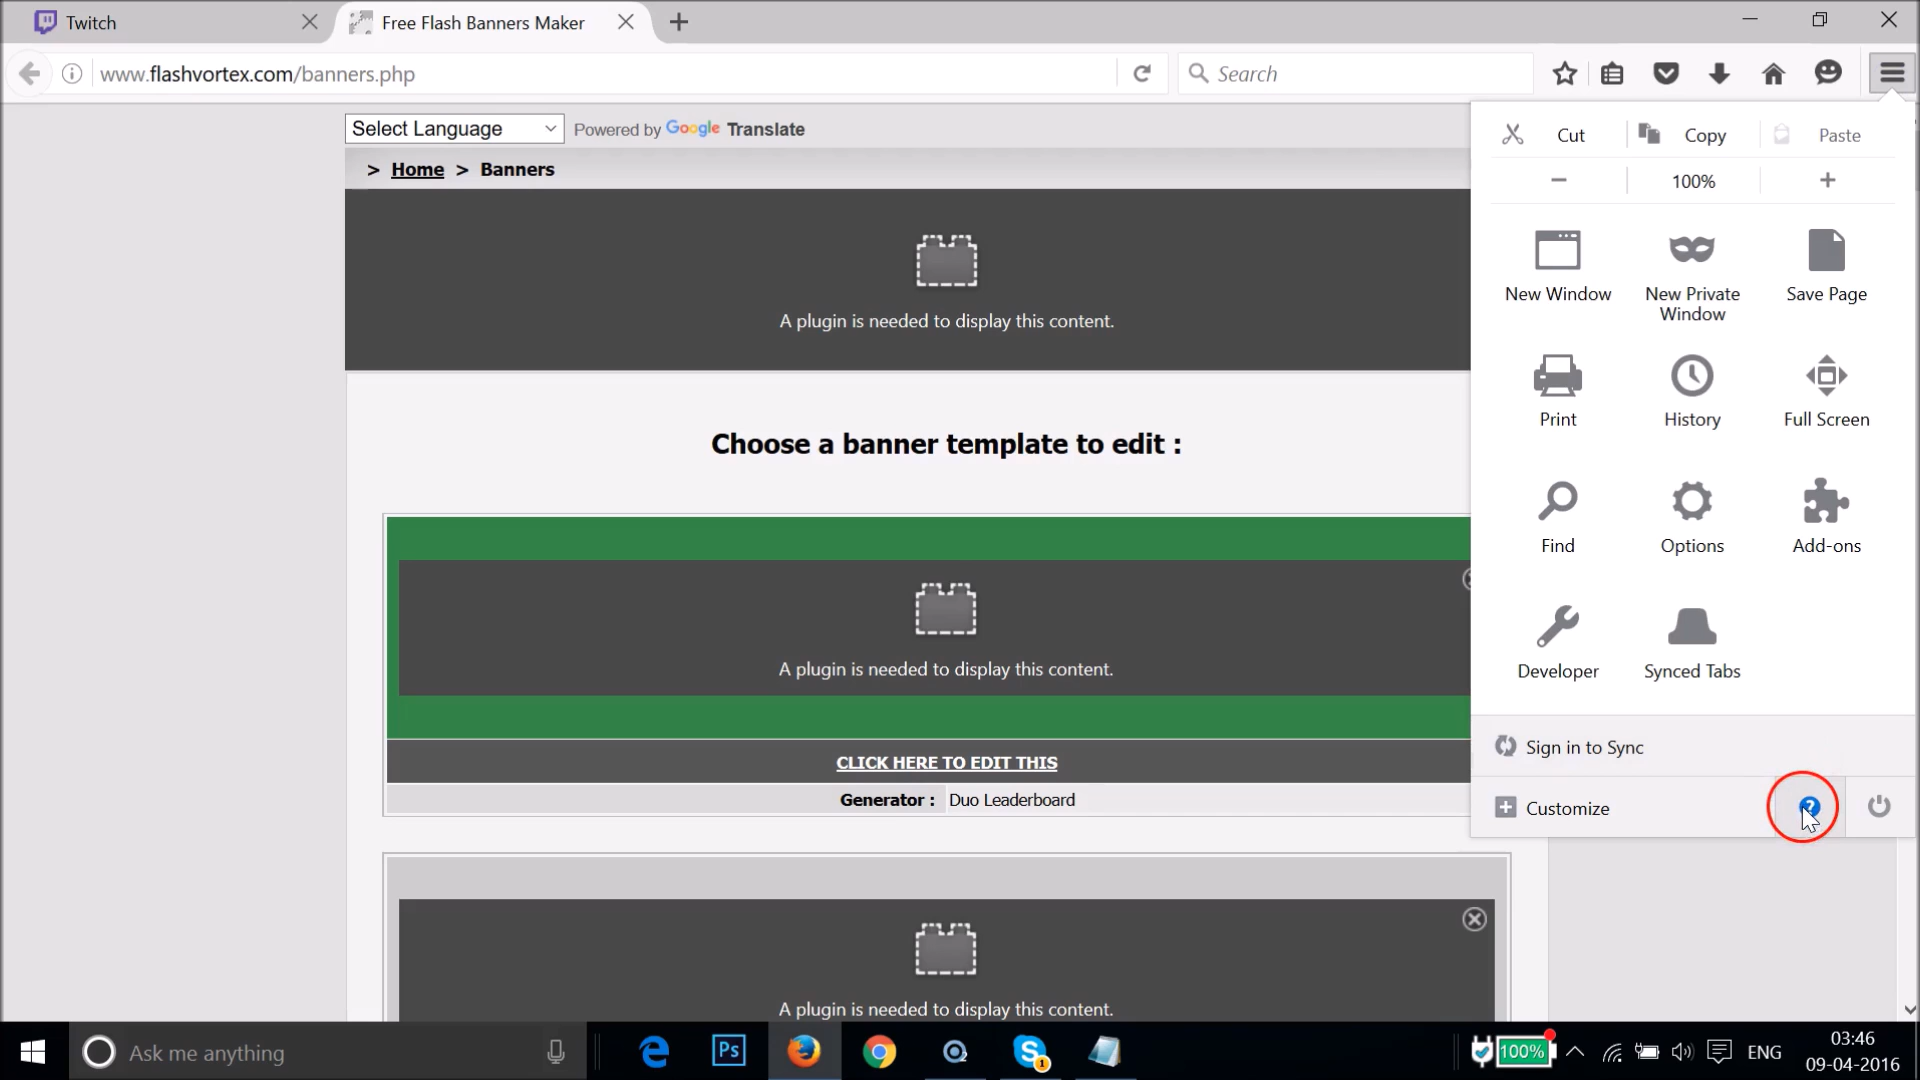 Twitch
Free Flash Banners Maker
www.flashvortex.com/banners.php
Search
Select Language
Powered by Google Translate
> Home > Banners
A plugin is needed to display this content.
Choose a banner template to edit :
A plugin is needed to display this content.
CLICK HERE TO EDIT THIS
Generator : Duo Leaderboard
A plugin is needed to display this content.
Cut Copy Paste
− 100% +
New Window
New Private
Window
Save Page
Print
History
Full Screen
Find
Options
Add-ons
Developer
Synced Tabs
Sign in to Sync
Customize
?
Ask me anything
Ps
S
1
100%
ENG
03:46
09-04-2016